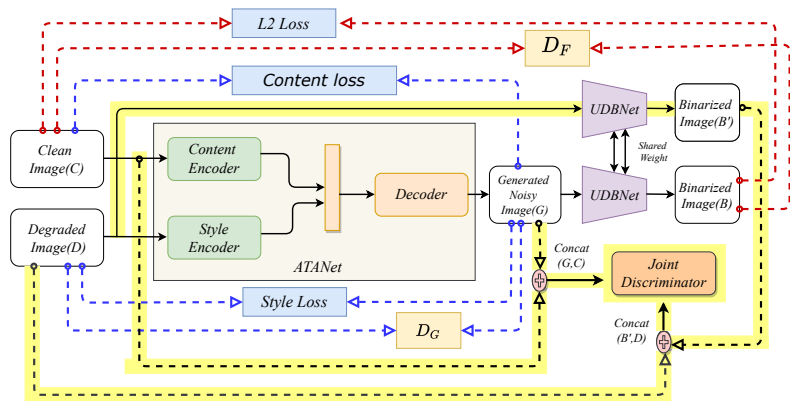 L2 Loss
D_F
Content loss
UDBNet
Binarized
Image(B')
Clean
Image(C)
Content
Encoder
Shared
Weight
Decoder
Generated
Noisy
Image(G)
UDBNet
Binarized
Image(B)
Degraded
Image(D)
Style
Encoder
ATANet
Concat
(G,C)
Joint
Discriminator
Style Loss
D_G
Concat
(B',D)